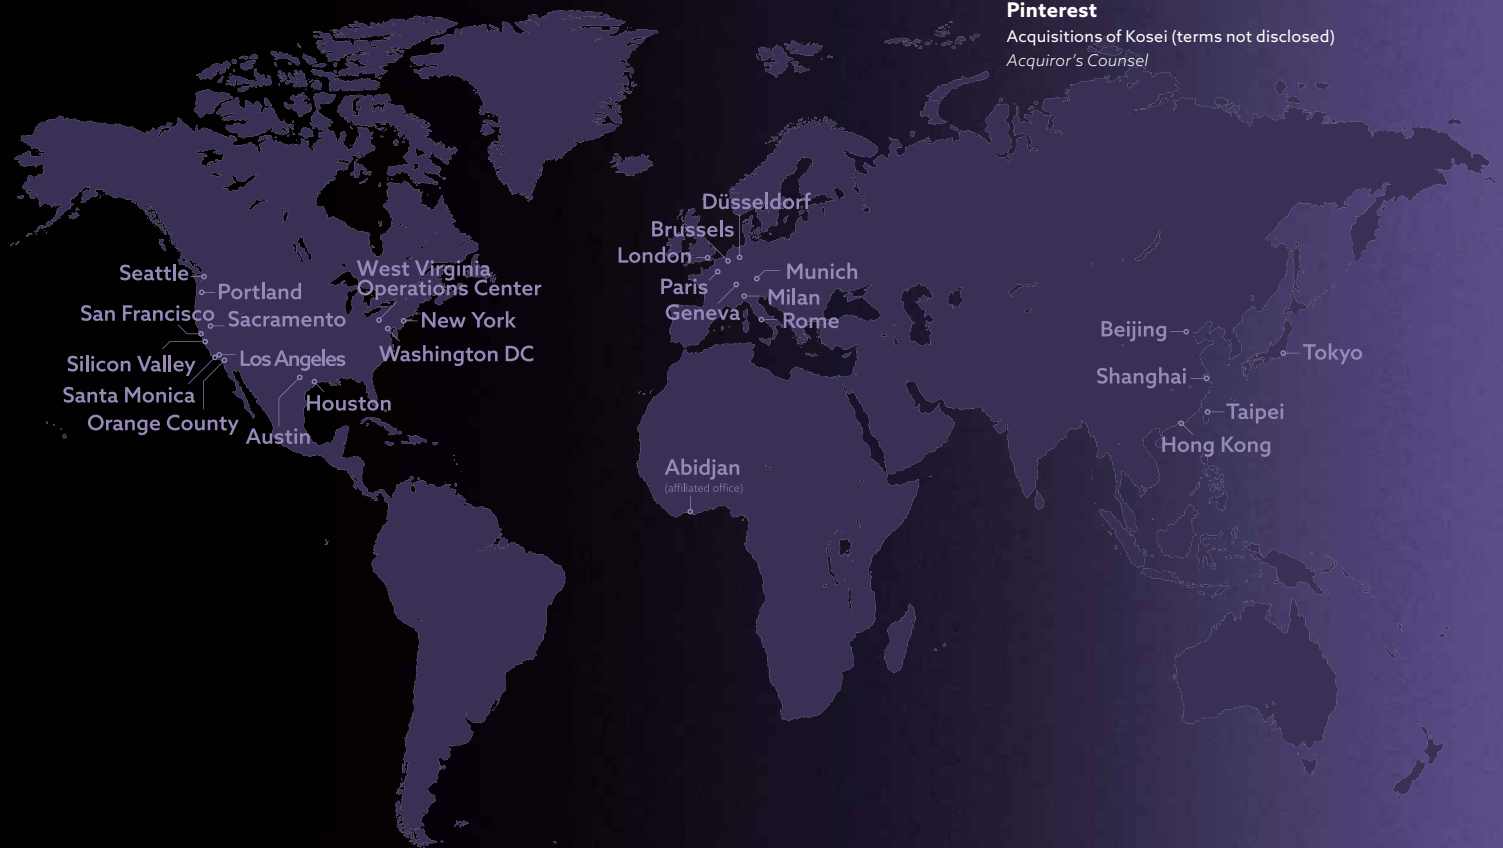 Pinterest
Acquisitions of Kosei (terms not disclosed)
Acquiror's Counsel
Seattle
Portland
San Francisco
Sacramento
Silicon Valley
Los Angeles
Santa Monica
Orange County
Austin
Houston
West Virginia
Operations Center
New York
Washington DC
Düsseldorf
Brussels
London
Paris
Geneva
Munich
Milan
Rome
Abidjan
(affiliated office)
Beijing
Tokyo
Shanghai
Taipei
Hong Kong